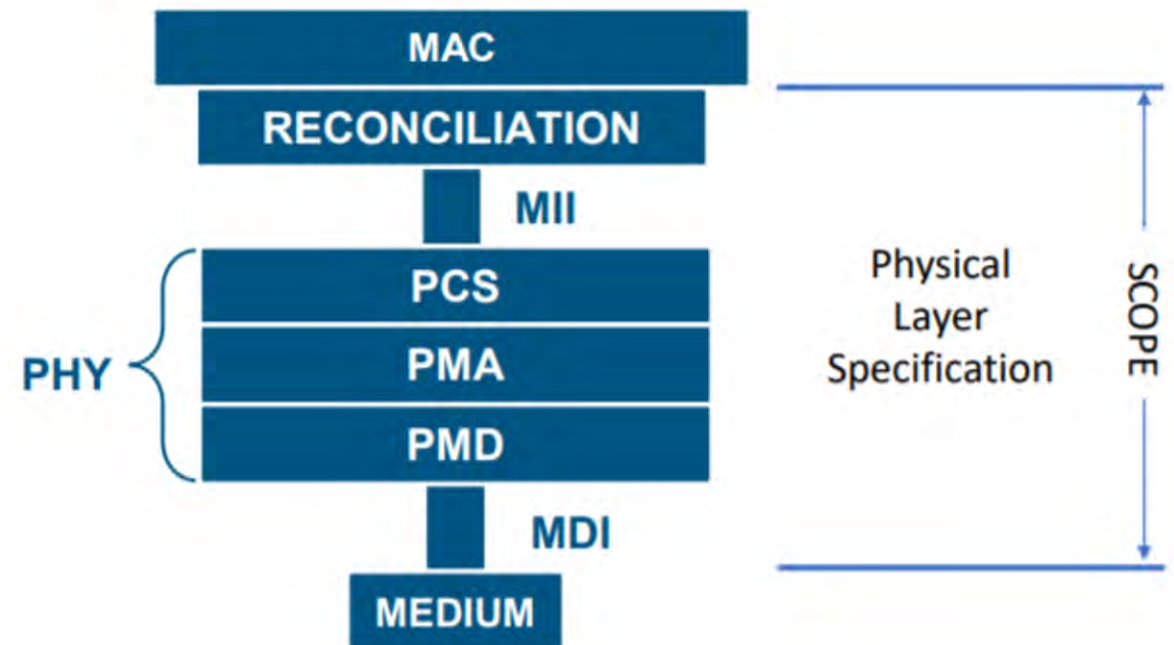 MAC
RECONCILIATION
MII
PCS
PHY
PMA
PMD
MDI
MEDIUM
Physical
Layer
Specification
SCOPE